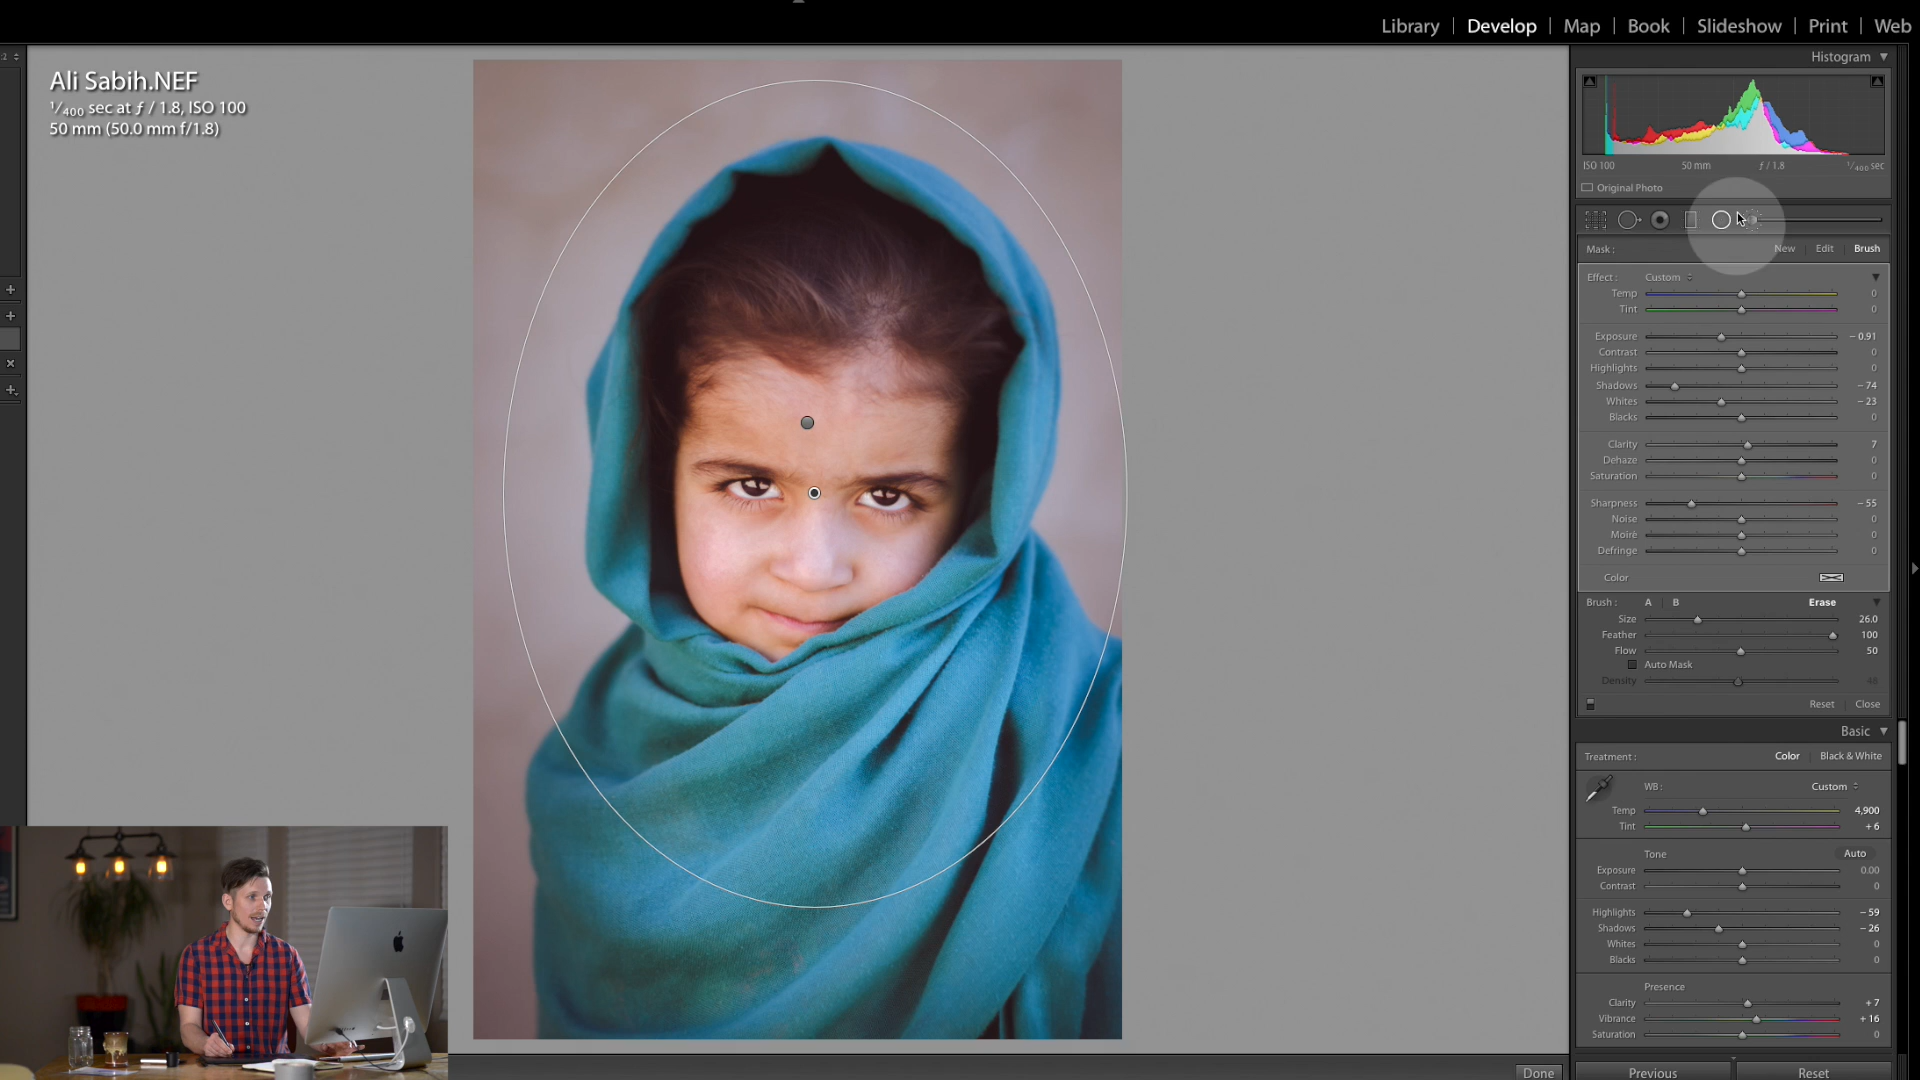 Library | Develop | Map | Book | Slideshow | Print | Web
Ali Sabih.NEF
1/400 sec at ƒ / 1.8, ISO 100
50 mm (50.0 mm f/1.8)
Histogram
ISO 100 50 mm ƒ / 1.8 1/400 sec
Original Photo
Mask : New Edit Brush
Effect : Custom
Temp 0
Tint 0
Exposure – 0.91
Contrast 0
Highlights 0
Shadows – 74
Whites – 23
Blacks 0
Clarity 7
Dehaze 0
Saturation 0
Sharpness – 55
Noise 0
Moiré 0
Defringe 0
Color
Brush : A B Erase
Size 26.0
Feather 100
Flow 50
Auto Mask
Density 48
Reset Close
Basic
Treatment : Color Black & White
WB : Custom
Temp 4,900
Tint + 6
Tone Auto
Exposure 0.00
Contrast 0
Highlights – 59
Shadows – 26
Whites 0
Blacks 0
Presence
Clarity + 7
Vibrance + 16
Saturation 0
Done Previous Reset